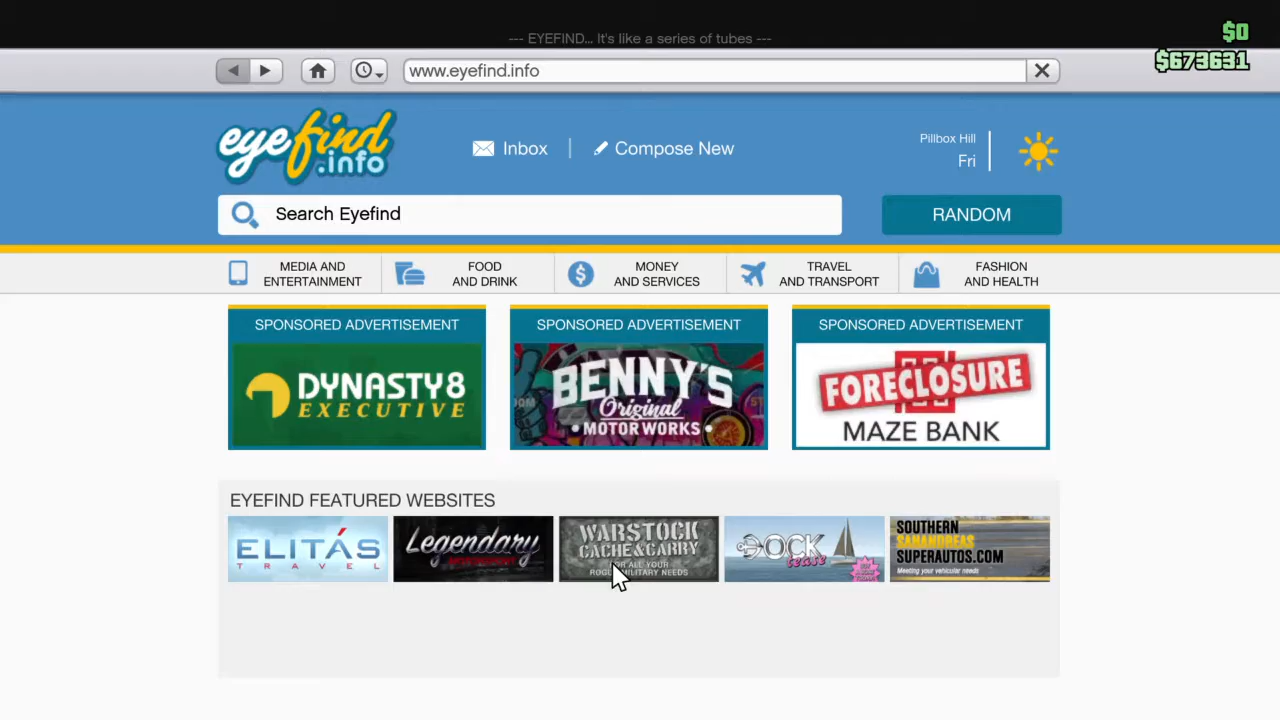 --- EYEFIND... It's like a series of tubes ---
$0
$673631
www.eyefind.info
eyefind
.info
Inbox
Compose New
Pillbox Hill
Fri
Search Eyefind
RANDOM
MEDIA AND
ENTERTAINMENT
FOOD
AND DRINK
MONEY
AND SERVICES
TRAVEL
AND TRANSPORT
FASHION
AND HEALTH
SPONSORED ADVERTISEMENT
DYNASTY8
EXECUTIVE
SPONSORED ADVERTISEMENT
BENNY'S
Original
MOTOR WORKS
SPONSORED ADVERTISEMENT
FORECLOSURE
MAZE BANK
EYEFIND FEATURED WEBSITES
ELITÁS
TRAVEL
Legendary
MOTORSPORT
WARSTOCK
CACHE & CARRY
FOR ALL YOUR
ROGUE MILITARY NEEDS
DOCK
tease
SOUTHERN
SANANDREAS
SUPERAUTOS.COM
Meeting your vehicular needs